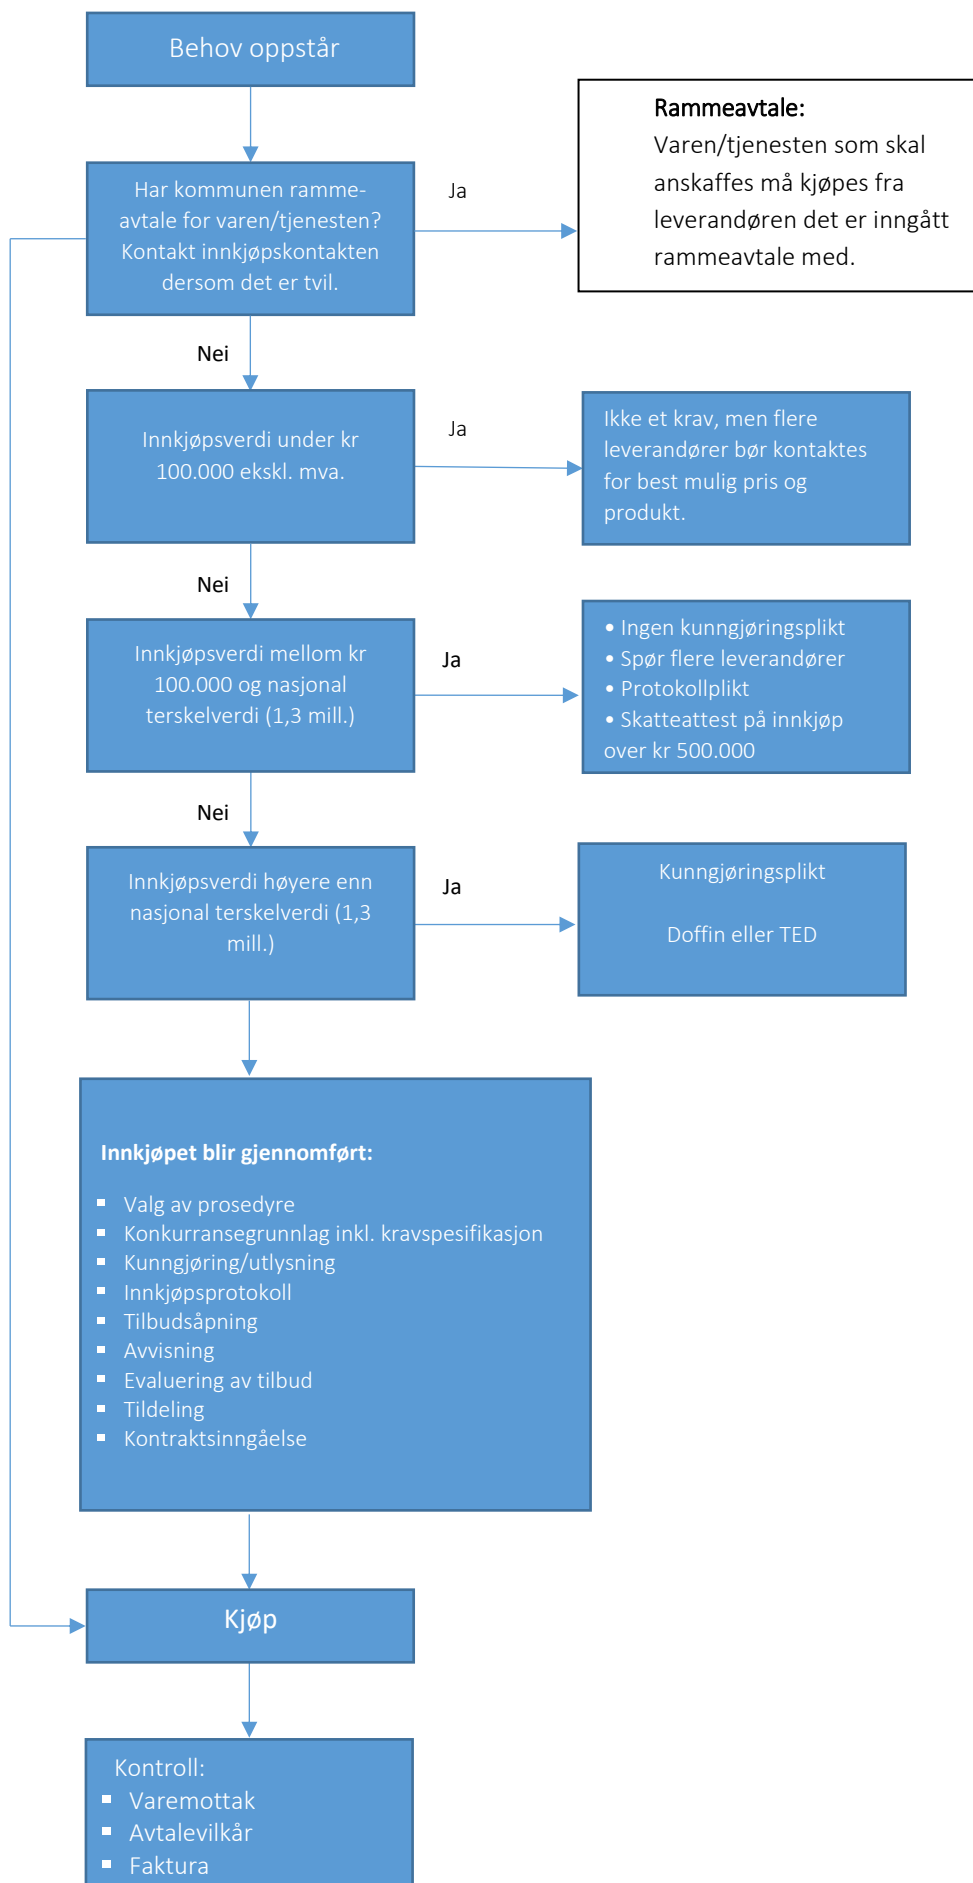 Behov oppstår
Rammeavtale:
Varen/tjenesten som skal
anskaffes må kjøpes fra
leverandøren det er inngått
rammeavtale med.
Har kommunen ramme-
avtale for varen/tjenesten?
Kontakt innkjøpskontakten
dersom det er tvil.
Ja
Nei
Innkjøpsverdi under kr
100.000 ekskl. mva.
Ja
Ikke et krav, men flere
leverandører bør kontaktes
for best mulig pris og
produkt.
Nei
Innkjøpsverdi mellom kr
100.000 og nasjonal
terskelverdi (1,3 mill.)
Ja
• Ingen kunngjøringsplikt
• Spør flere leverandører
• Protokollplikt
• Skatteattest på innkjøp
over kr 500.000
Nei
Innkjøpsverdi høyere enn
nasjonal terskelverdi (1,3
mill.)
Ja
Kunngjøringsplikt
Doffin eller TED
Innkjøpet blir gjennomført:
▪ Valg av prosedyre
▪ Konkurransegrunnlag inkl. kravspesifikasjon
▪ Kunngjøring/utlysning
▪ Innkjøpsprotokoll
▪ Tilbudsåpning
▪ Avvisning
▪ Evaluering av tilbud
▪ Tildeling
▪ Kontraktsinngåelse
Kjøp
Kontroll:
▪ Varemottak
▪ Avtalevilkår
▪ Faktura